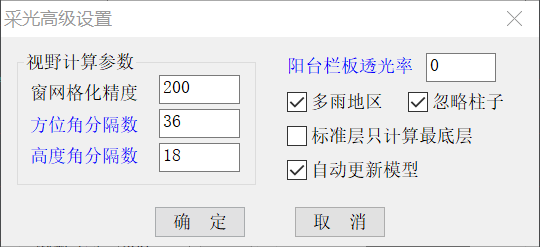 采光高级设置
视野计算参数
窗网格化精度 200
方位角分隔数 36
高度角分隔数 18
阳台栏板透光率 0
多雨地区 忽略柱子
标准层只计算最底层
自动更新模型
确 定 取 消